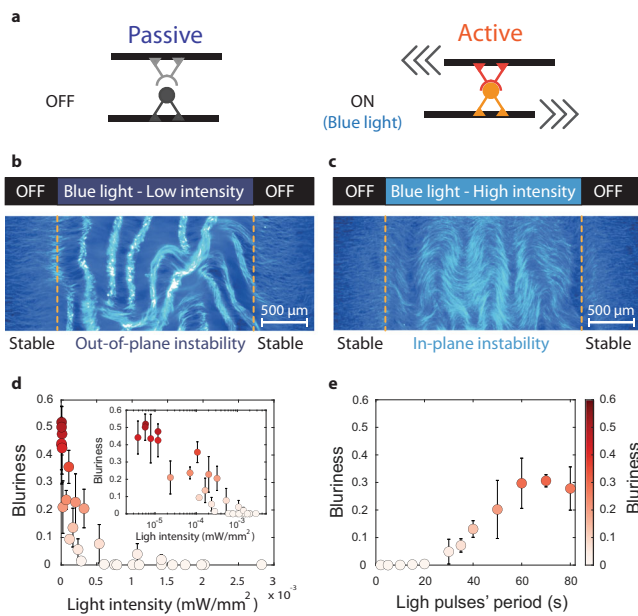 a
Passive
Active
OFF
ON
(Blue light)
b
c
OFF
Blue light - Low intensity
OFF
OFF
Blue light - High intensity
OFF
500 µm
500 µm
Stable
Out-of-plane instability
Stable
Stable
In-plane instability
Stable
d
e
0.6
0.5
0.4
0.3
0.2
0.1
0
Bluriness
0
0.5
1
1.5
2
2.5
3
× 10⁻³
Light intensity (mW/mm²)
0.6
0.5
0.4
0.3
0.2
0.1
0
Bluriness
10⁻⁵
10⁻⁴
10⁻³
Ligh intensity (mW/mm²)
0.6
0.5
0.4
0.3
0.2
0.1
0
Bluriness
0
20
40
60
80
Ligh pulses' period (s)
0.6
0.5
0.4
0.3
0.2
0.1
0
Bluriness